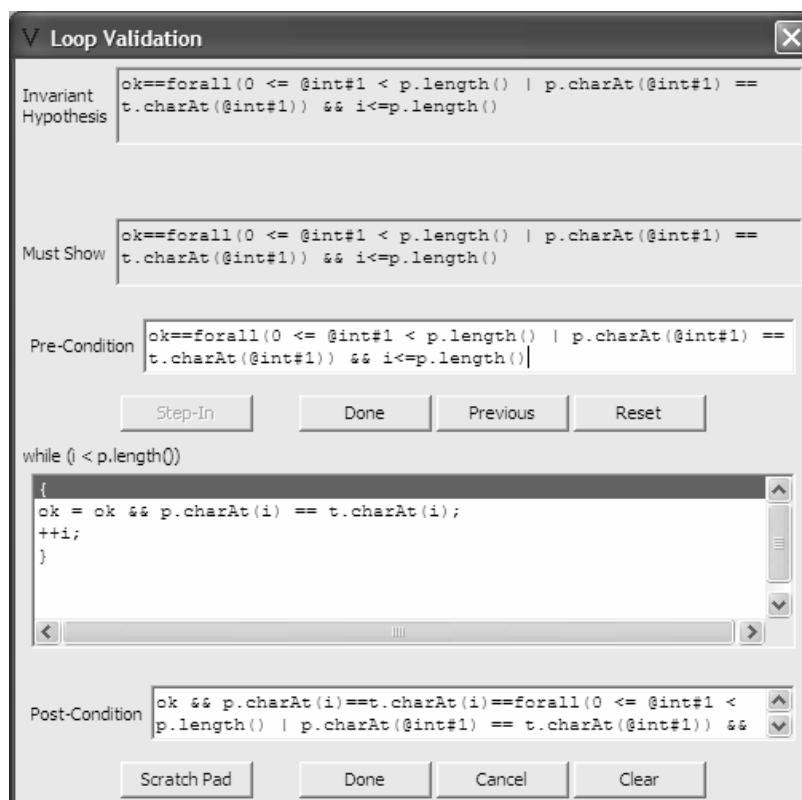 V Loop Validation
Invariant
Hypothesis
ok==forall(0 <= @int#1 < p.length() | p.charAt(@int#1) ==
t.charAt(@int#1)) && i<=p.length()
Must Show
ok==forall(0 <= @int#1 < p.length() | p.charAt(@int#1) ==
t.charAt(@int#1)) && i<=p.length()
Pre-Condition
ok==forall(0 <= @int#1 < p.length() | p.charAt(@int#1) ==
t.charAt(@int#1)) && i<=p.length()
Step-In Done Previous Reset
while (i < p.length())
{
ok = ok && p.charAt(i) == t.charAt(i);
++i;
}
Post-Condition
ok && p.charAt(i)==t.charAt(i)==forall(0 <= @int#1 <
p.length() | p.charAt(@int#1) == t.charAt(@int#1)) &&
Scratch Pad Done Cancel Clear